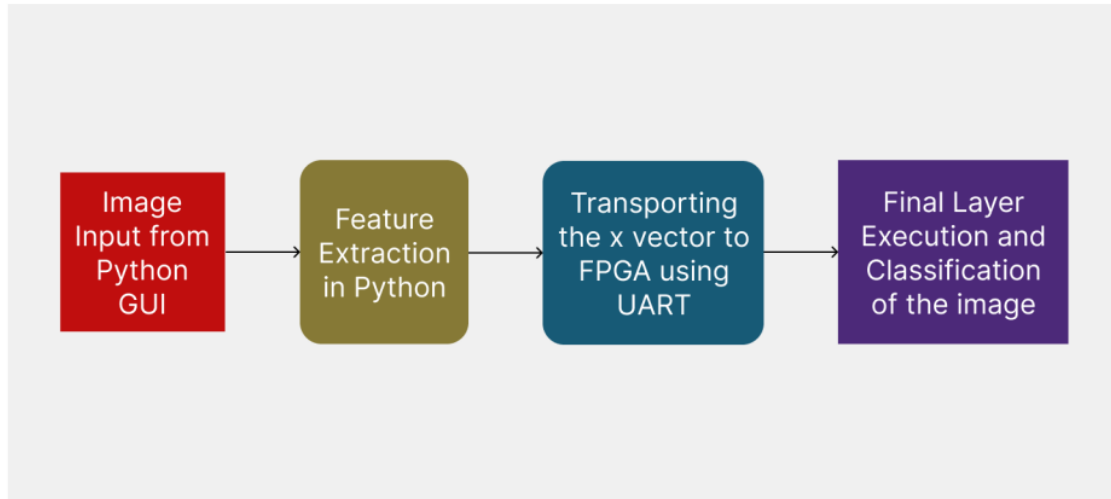 Image
Input from
Python
GUI
Feature
Extraction
in Python
Transporting
the x vector to
FPGA using
UART
Final Layer
Execution and
Classification
of the image